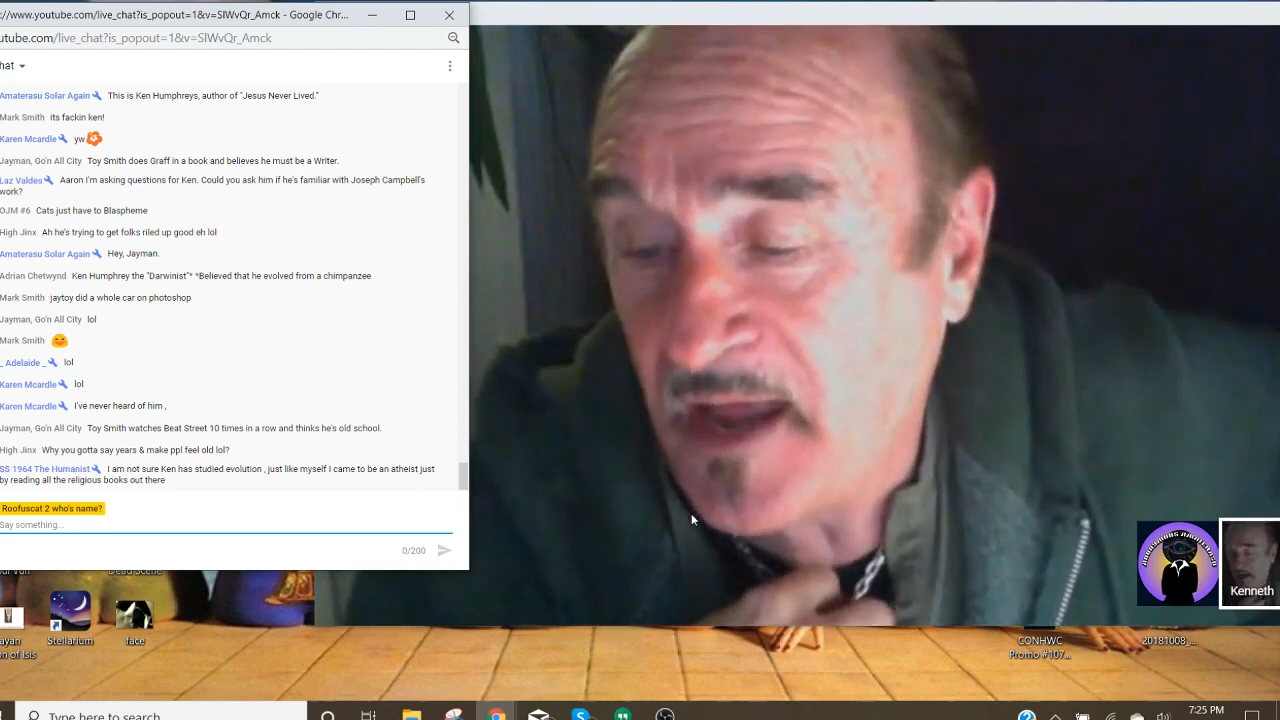 ://www.youtube.com/live_chat?is_popout=1&v=SlWvQr_Amck - Google Chr...
utube.com/live_chat?is_popout=1&v=SlWvQr_Amck
hat
Amaterasu Solar Again This is Ken Humphreys, author of "Jesus Never Lived."
Mark Smith its fackin ken!
Karen Mcardle yw
Jayman, Go'n All City Toy Smith does Graff in a book and believes he must be a Writer.
Laz Valdes Aaron I'm asking questions for Ken. Could you ask him if he's familiar with Joseph Campbell's
work?
OJM #6 Cats just have to Blaspheme
High Jinx Ah he's trying to get folks riled up good eh lol
Amaterasu Solar Again Hey, Jayman.
Adrian Chetwynd Ken Humphrey the "Darwinist"* *Believed that he evolved from a chimpanzee
Mark Smith jaytoy did a whole car on photoshop
Jayman, Go'n All City lol
Mark Smith
_ Adelaide _ lol
Karen Mcardle lol
Karen Mcardle I've never heard of him ,
Jayman, Go'n All City Toy Smith watches Beat Street 10 times in a row and thinks he's old school.
High Jinx Why you gotta say years & make ppl feel old lol?
SS 1964 The Humanist I am not sure Ken has studied evolution , just like myself I came to be an atheist just
by reading all the religious books out there
Roofuscat 2 who's name?
Say something...
0/200
Kenneth
Dead Scene
ayan
on of Isis
Stellarium
face
CONHWC
Promo #107...
20181008_...
Type here to search
7:25 PM